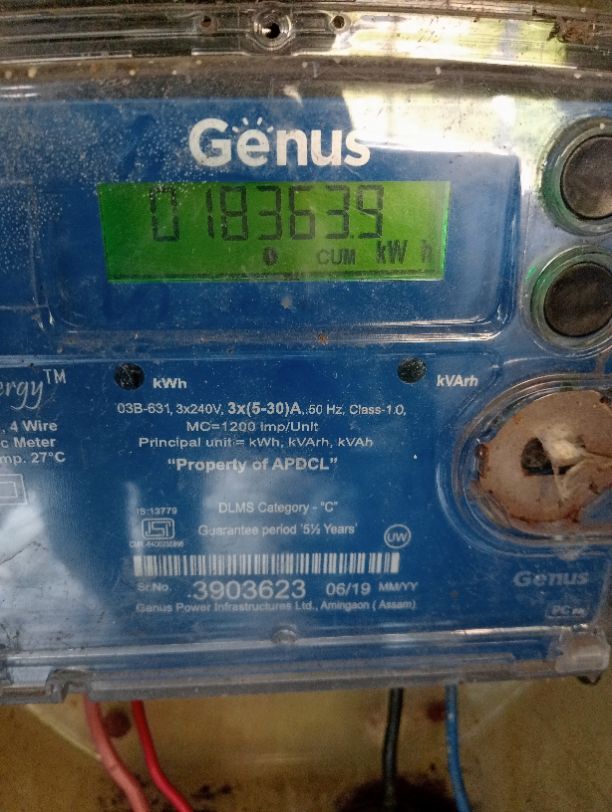 Genus
018363.9
CUM kW h
kWh
kVArh
ergy™
, 4 Wire
c Meter
mp. 27°C
03B-631, 3x240V, 3x(5-30)A, 50 Hz, Class-1.0,
MC=1200 imp/Unit
Principal unit = kWh, kVArh, kVAh
"Property of APDCL"
IS:13779
DLMS Category - "C"
Guarantee period '5½ Years'
UW
Sr.No. 3903623 06/19 MM/YY
Genus Power Infrastructures Ltd., Amingaon ( Assam)
Genus
PC